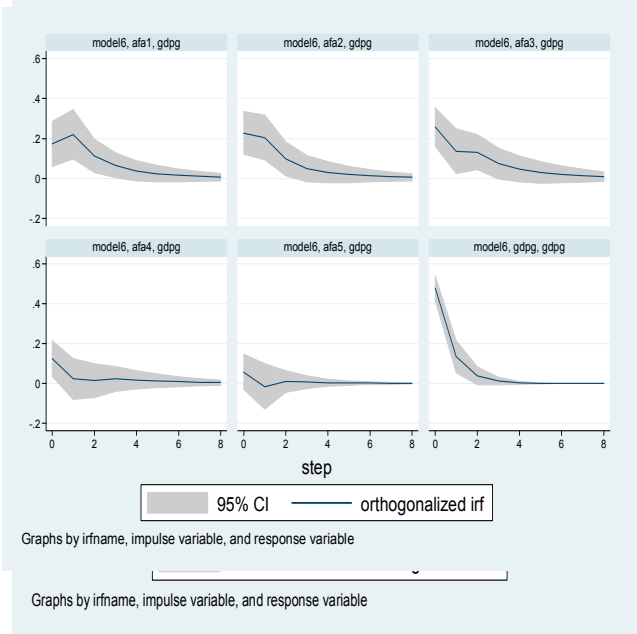 model6, afa1, gdpg model6, afa2, gdpg model6, afa3, gdpg
.6
.4
.2
0
-.2
model6, afa4, gdpg model6, afa5, gdpg model6, gdpg, gdpg
.6
.4
.2
0
-.2
0 2 4 6 8 0 2 4 6 8 0 2 4 6 8
step
95% CI orthogonalized irf
Graphs by irfname, impulse variable, and response variable
Graphs by irfname, impulse variable, and response variable